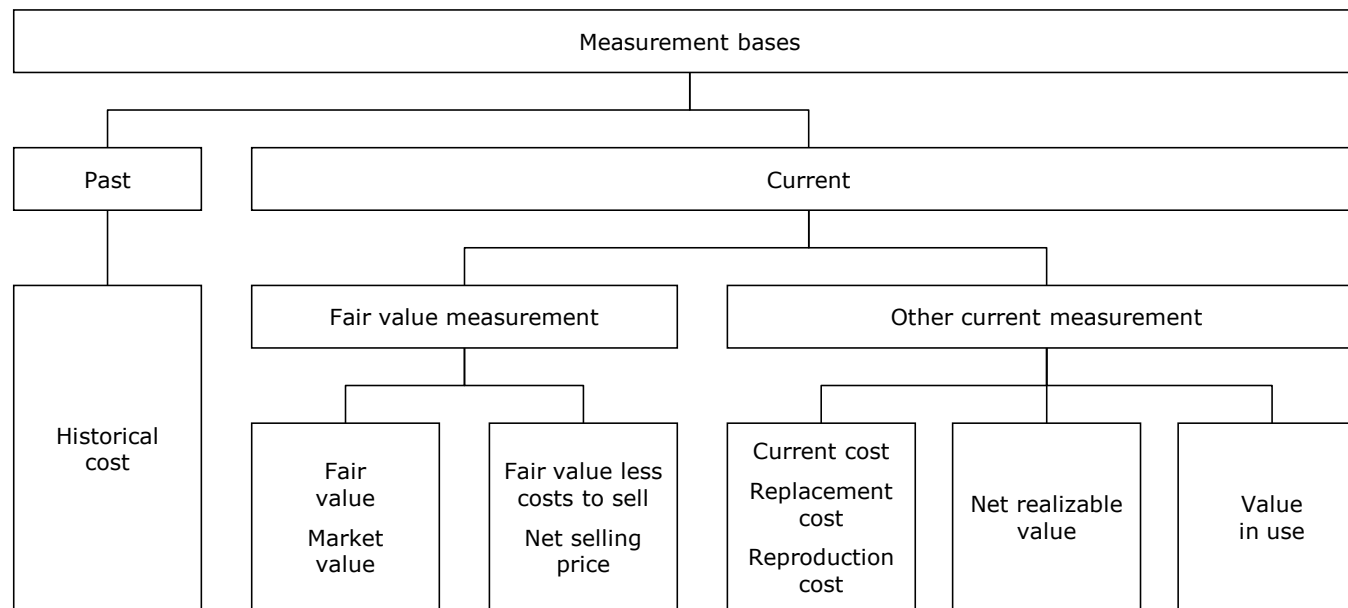 Measurement bases
Past
Current
Fair value measurement
Other current measurement
Historical
cost
Fair
value
Market
value
Fair value less
costs to sell
Net selling
price
Current cost
Replacement
cost
Reproduction
cost
Net realizable
value
Value
in use